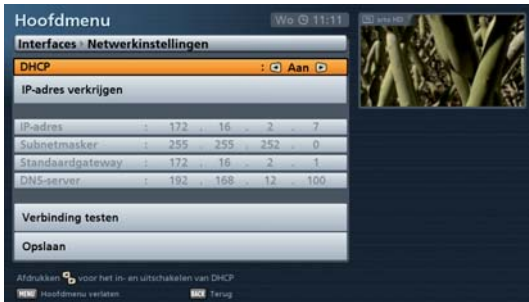 Hoofdmenu
Wo 11:11
arte HD
Interfaces › Netwerkinstellingen
DHCP : Aan
IP-adres verkrijgen
IP-adres : 172 . 16 . 2 . 7
Subnetmasker : 255 . 255 . 252 . 0
Standaardgateway : 172 . 16 . 2 . 1
DNS-server : 192 . 168 . 12 . 100
Verbinding testen
Opslaan
Afdrukken voor het in- en uitschakelen van DHCP
MENU Hoofdmenu verlaten BACK Terug